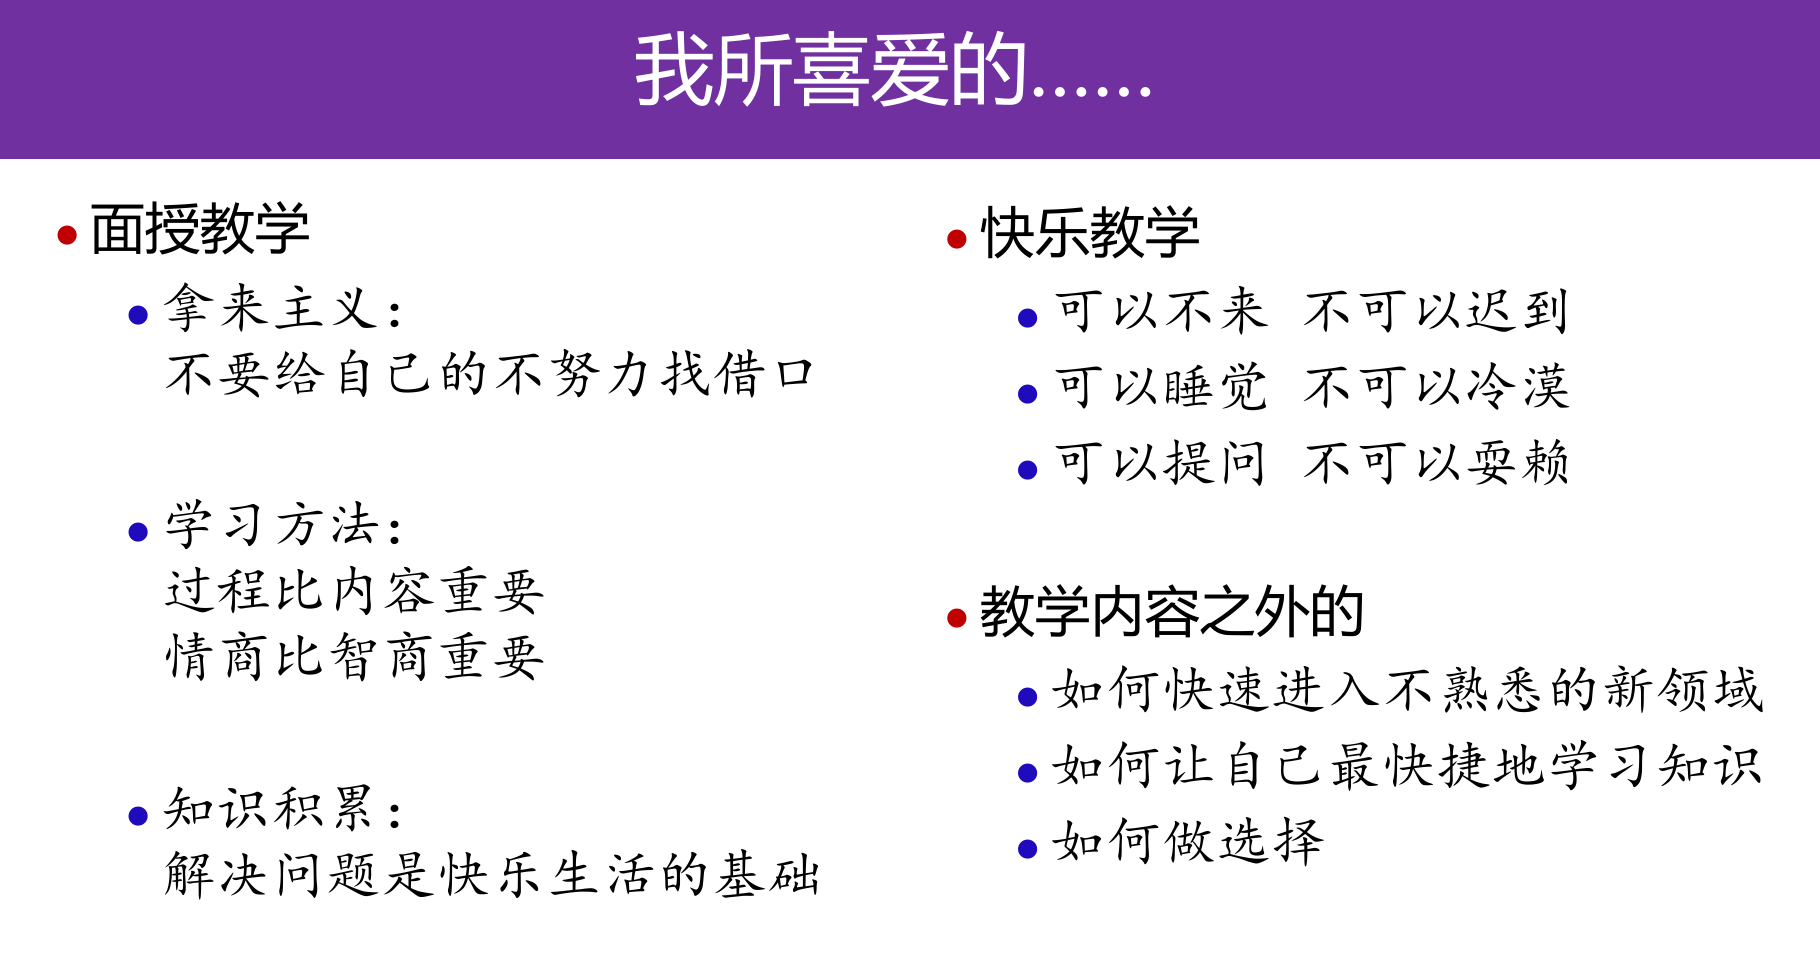 我所喜爱的……
• 面授教学
• 拿来主义：
不要给自己的不努力找借口
• 学习方法：
过程比内容重要
情商比智商重要
• 知识积累：
解决问题是快乐生活的基础
• 快乐教学
• 可以不来 不可以迟到
• 可以睡觉 不可以冷漠
• 可以提问 不可以耍赖
• 教学内容之外的
• 如何快速进入不熟悉的新领域
• 如何让自己最快捷地学习知识
• 如何做选择